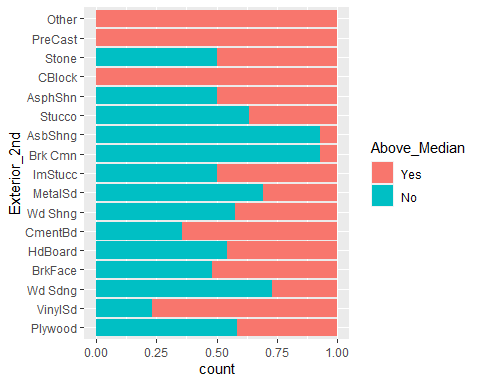 Other
PreCast
Stone
CBlock
AsphShn
Stucco
AsbShng
Brk Cmn
ImStucc
MetalSd
Wd Shng
CmentBd
HdBoard
BrkFace
Wd Sdng
VinylSd
Plywood
Exterior_2nd
0.00 0.25 0.50 0.75 1.00
count
Above_Median
Yes
No